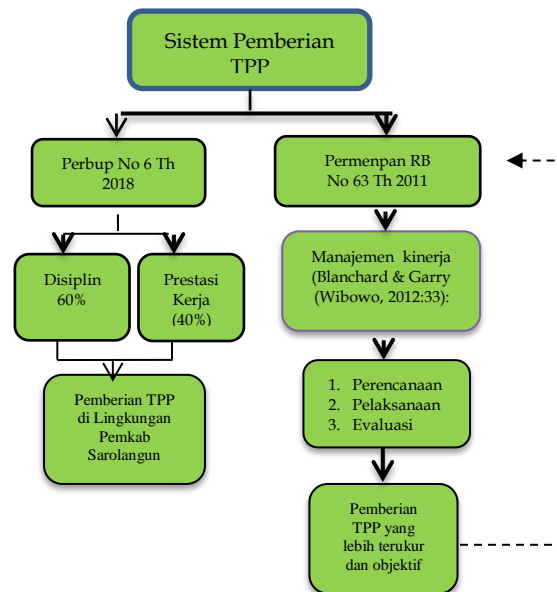 Sistem Pemberian
TPP
Perbup No 6 Th
2018
Permenpan RB
No 63 Th 2011
Disiplin
60%
Prestasi
Kerja
(40%)
Manajemen kinerja
(Blanchard & Garry
(Wibowo, 2012:33):
Pemberian TPP
di Lingkungan
Pemkab
Sarolangun
1. Perencanaan
2. Pelaksanaan
3. Evaluasi
Pemberian
TPP yang
lebih terukur
dan objektif